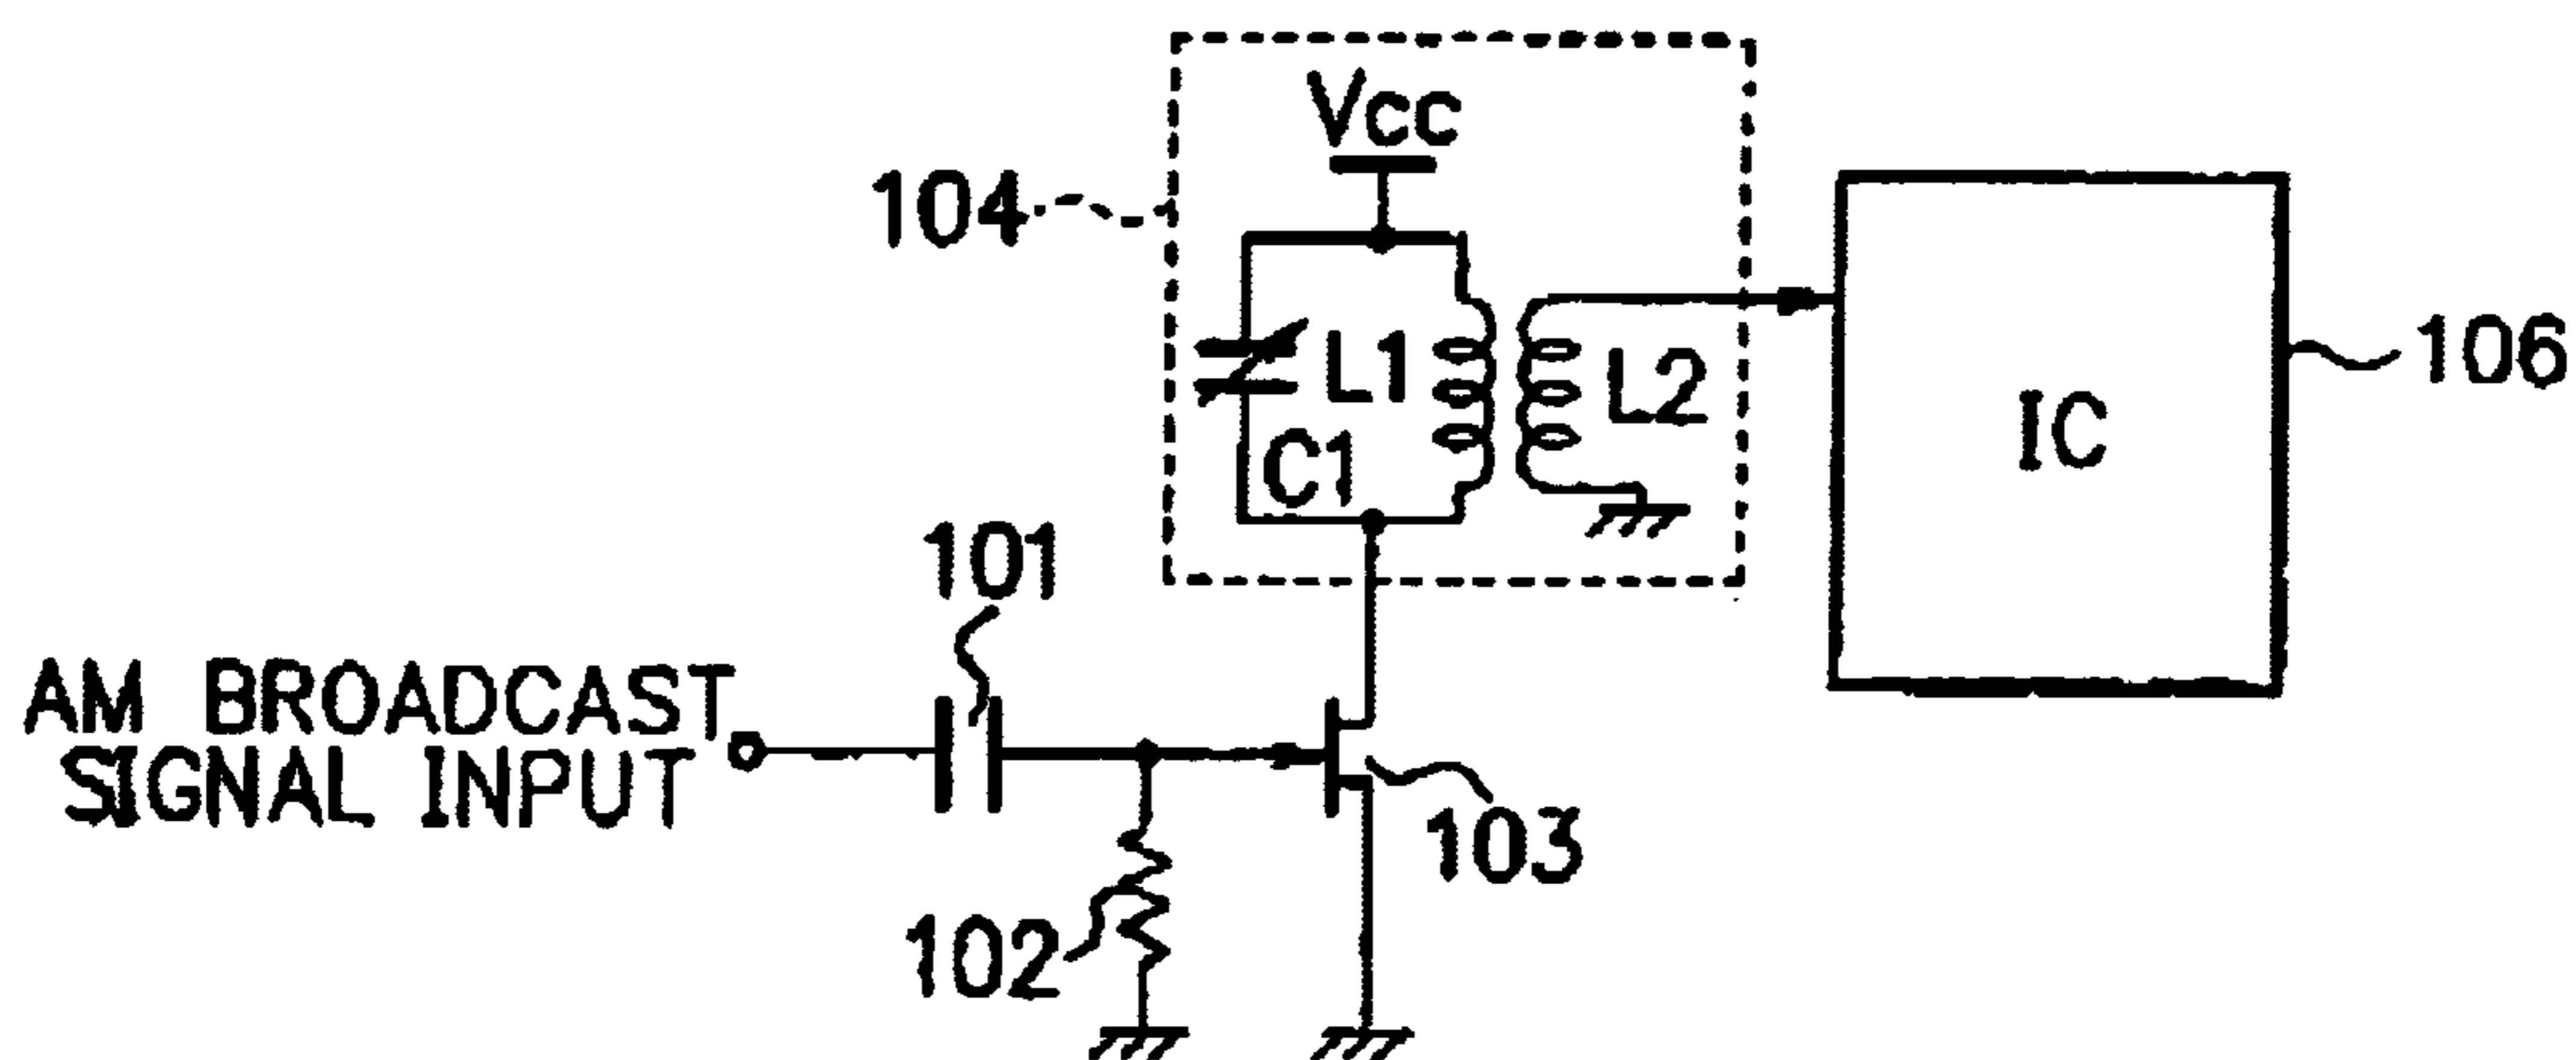 Vcc
104
L1
L2
C1
IC
106
101
AM BROADCAST
SIGNAL INPUT
103
102